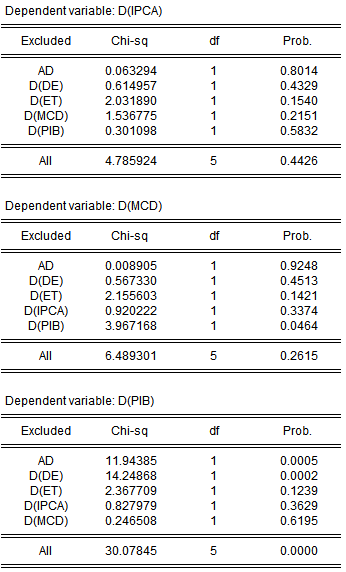 Dependent variable: D(IPCA)
Excluded Chi-sq df Prob.
AD 0.063294 1 0.8014
D(DE) 0.614957 1 0.4329
D(ET) 2.031890 1 0.1540
D(MCD) 1.536775 1 0.2151
D(PIB) 0.301098 1 0.5832
All 4.785924 5 0.4426
Dependent variable: D(MCD)
Excluded Chi-sq df Prob.
AD 0.008905 1 0.9248
D(DE) 0.567330 1 0.4513
D(ET) 2.155603 1 0.1421
D(IPCA) 0.920222 1 0.3374
D(PIB) 3.967168 1 0.0464
All 6.489301 5 0.2615
Dependent variable: D(PIB)
Excluded Chi-sq df Prob.
AD 11.94385 1 0.0005
D(DE) 14.24868 1 0.0002
D(ET) 2.367709 1 0.1239
D(IPCA) 0.827979 1 0.3629
D(MCD) 0.246508 1 0.6195
All 30.07845 5 0.0000